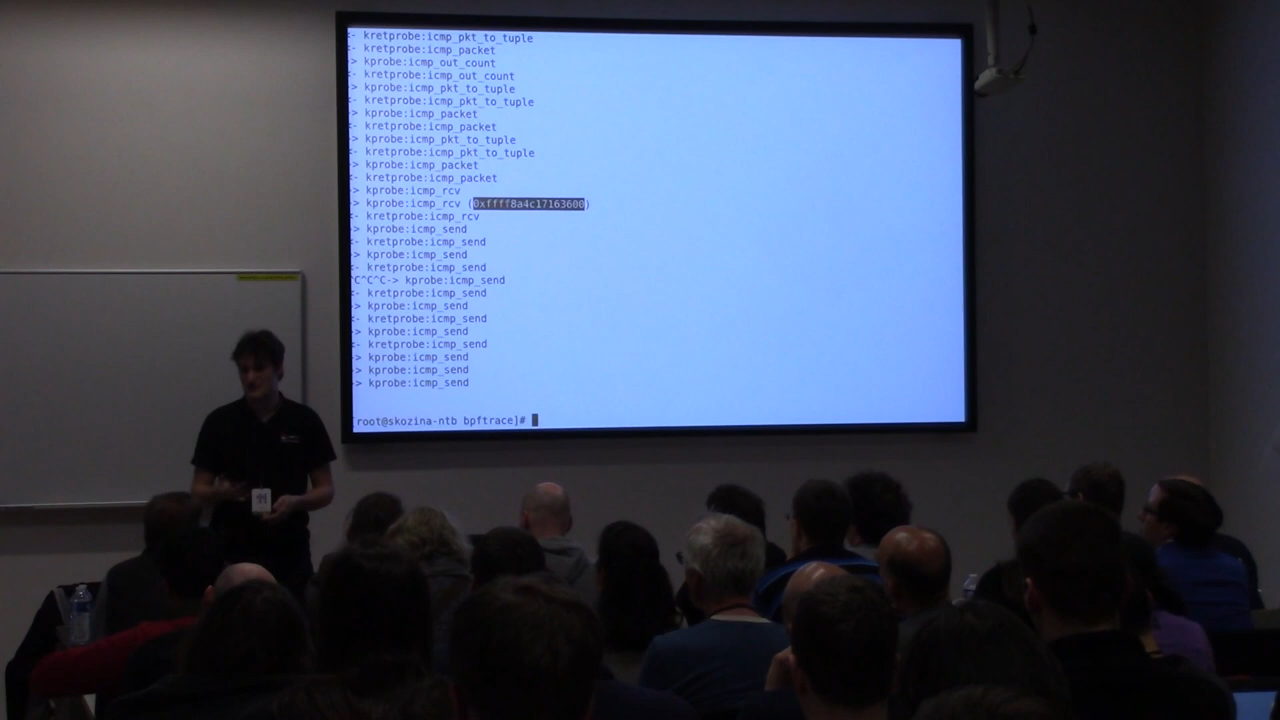 <- kretprobe:icmp_pkt_to_tuple
<- kretprobe:icmp_packet
-> kprobe:icmp_out_count
<- kretprobe:icmp_out_count
-> kprobe:icmp_pkt_to_tuple
<- kretprobe:icmp_pkt_to_tuple
-> kprobe:icmp_packet
<- kretprobe:icmp_packet
-> kprobe:icmp_pkt_to_tuple
<- kretprobe:icmp_pkt_to_tuple
-> kprobe:icmp_packet
<- kretprobe:icmp_packet
-> kprobe:icmp_rcv
-> kprobe:icmp_rcv (0xffff8a4c17163600)
<- kretprobe:icmp_rcv
-> kprobe:icmp_send
<- kretprobe:icmp_send
-> kprobe:icmp_send
<- kretprobe:icmp_send
^C^C^C-> kprobe:icmp_send
<- kretprobe:icmp_send
-> kprobe:icmp_send
<- kretprobe:icmp_send
-> kprobe:icmp_send
<- kretprobe:icmp_send
-> kprobe:icmp_send
-> kprobe:icmp_send
-> kprobe:icmp_send
[root@skozina-ntb bpftrace]#